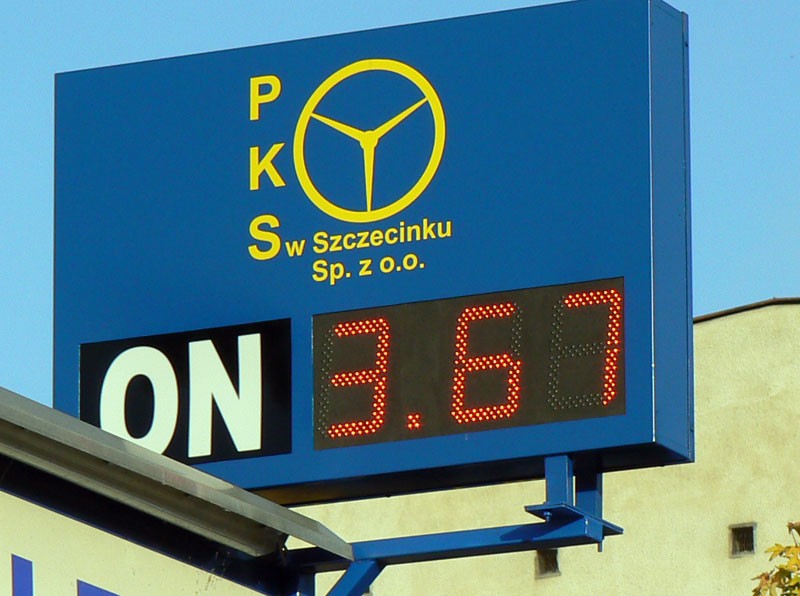 PKS
w Szczecinku
Sp. z o.o.
ON 3.67